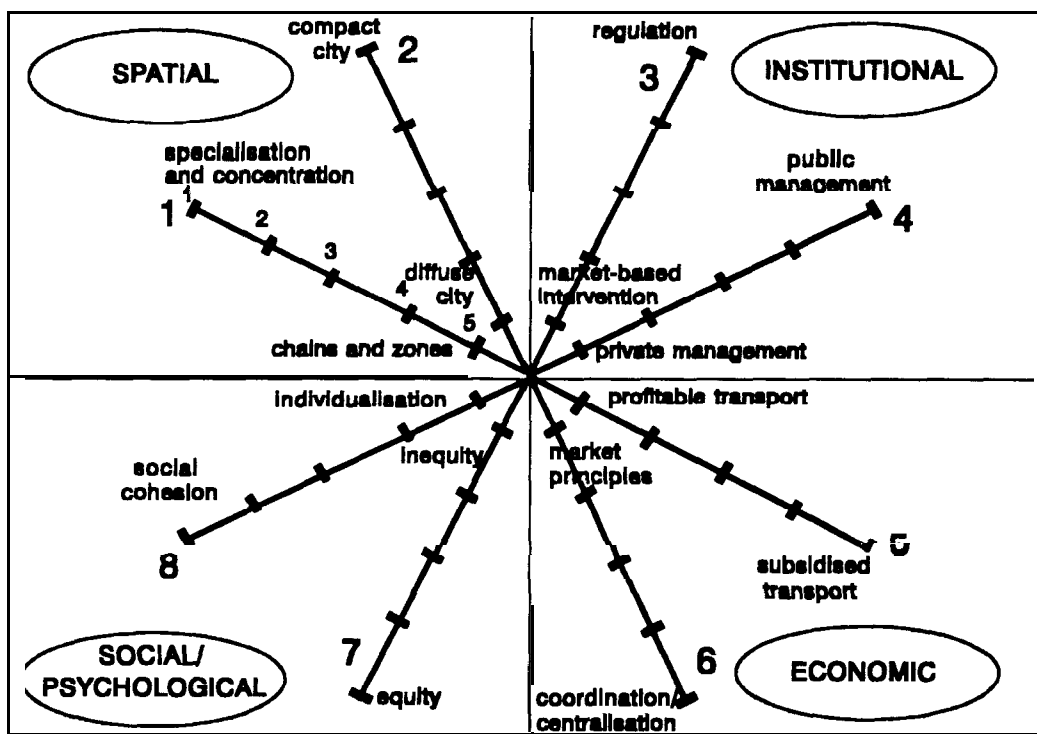 compact
city
2
SPATIAL
regulation
3
INSTITUTIONAL
specialisation
and concentration
1
1
2
3
4
5
public
management
4
diffuse
city
market-based
intervention
chains and zones
private management
individualisation
profitable transport
inequity
market
principles
social
cohesion
8
5
subsidised
transport
SOCIAL/
PSYCHOLOGICAL
7
equity
6
coordination/
centralisation
ECONOMIC